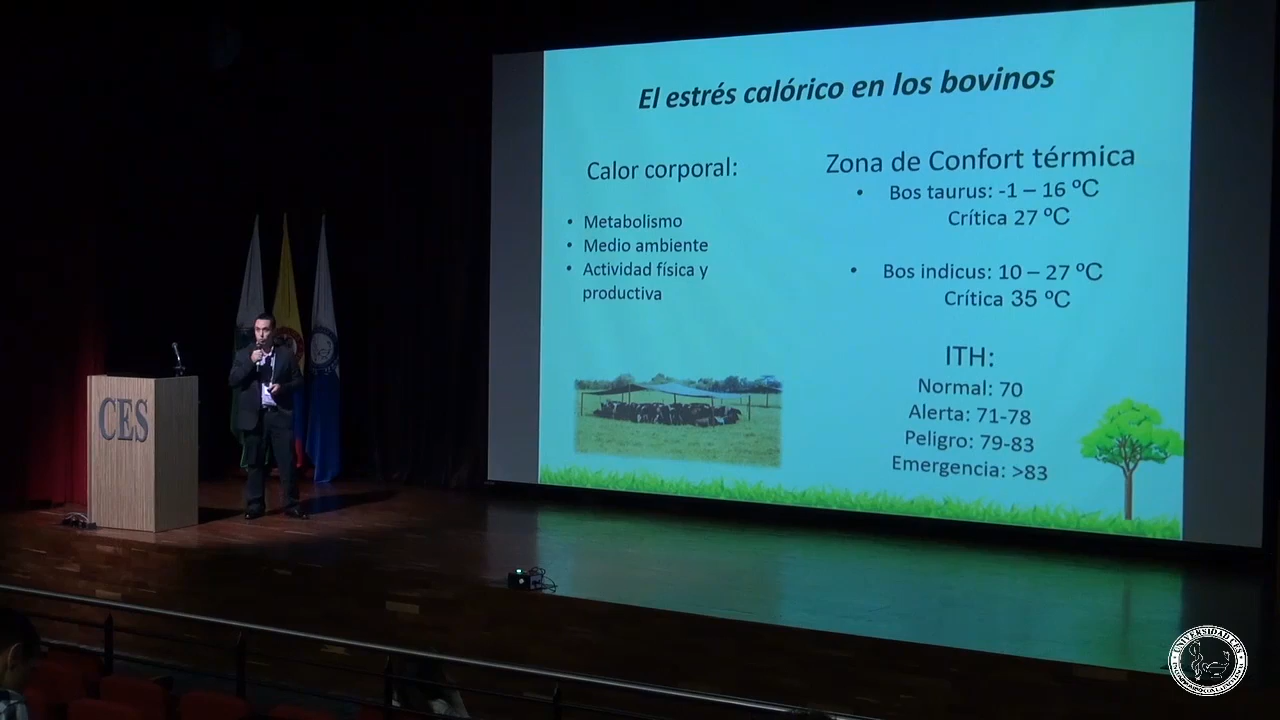 El estrés calórico en los bovinos
Calor corporal:
• Metabolismo
• Medio ambiente
• Actividad física y
productiva
Zona de Confort térmica
• Bos taurus: -1 – 16 ºC
Crítica 27 ºC
• Bos indicus: 10 – 27 ºC
Crítica 35 ºC
ITH:
Normal: 70
Alerta: 71-78
Peligro: 79-83
Emergencia: >83
CES
UNIVERSIDAD CES